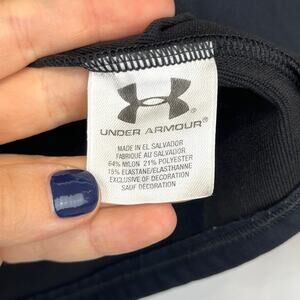 UNDER ARMOUR®
MADE IN EL SALVADOR
FABRIQUÉ AU SALVADOR
64% NYLON 21% POLYESTER
15% ELASTANE/ELASTHANNE
EXCLUSIVE OF DECORATION
SAUF DÉCORATION